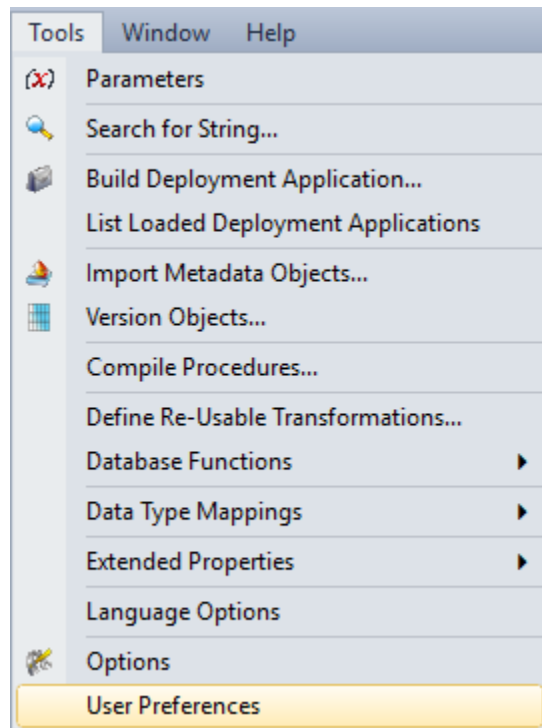 Tools Window Help
(x) Parameters
Search for String...
Build Deployment Application...
List Loaded Deployment Applications
Import Metadata Objects...
Version Objects...
Compile Procedures...
Define Re-Usable Transformations...
Database Functions
Data Type Mappings
Extended Properties
Language Options
Options
User Preferences